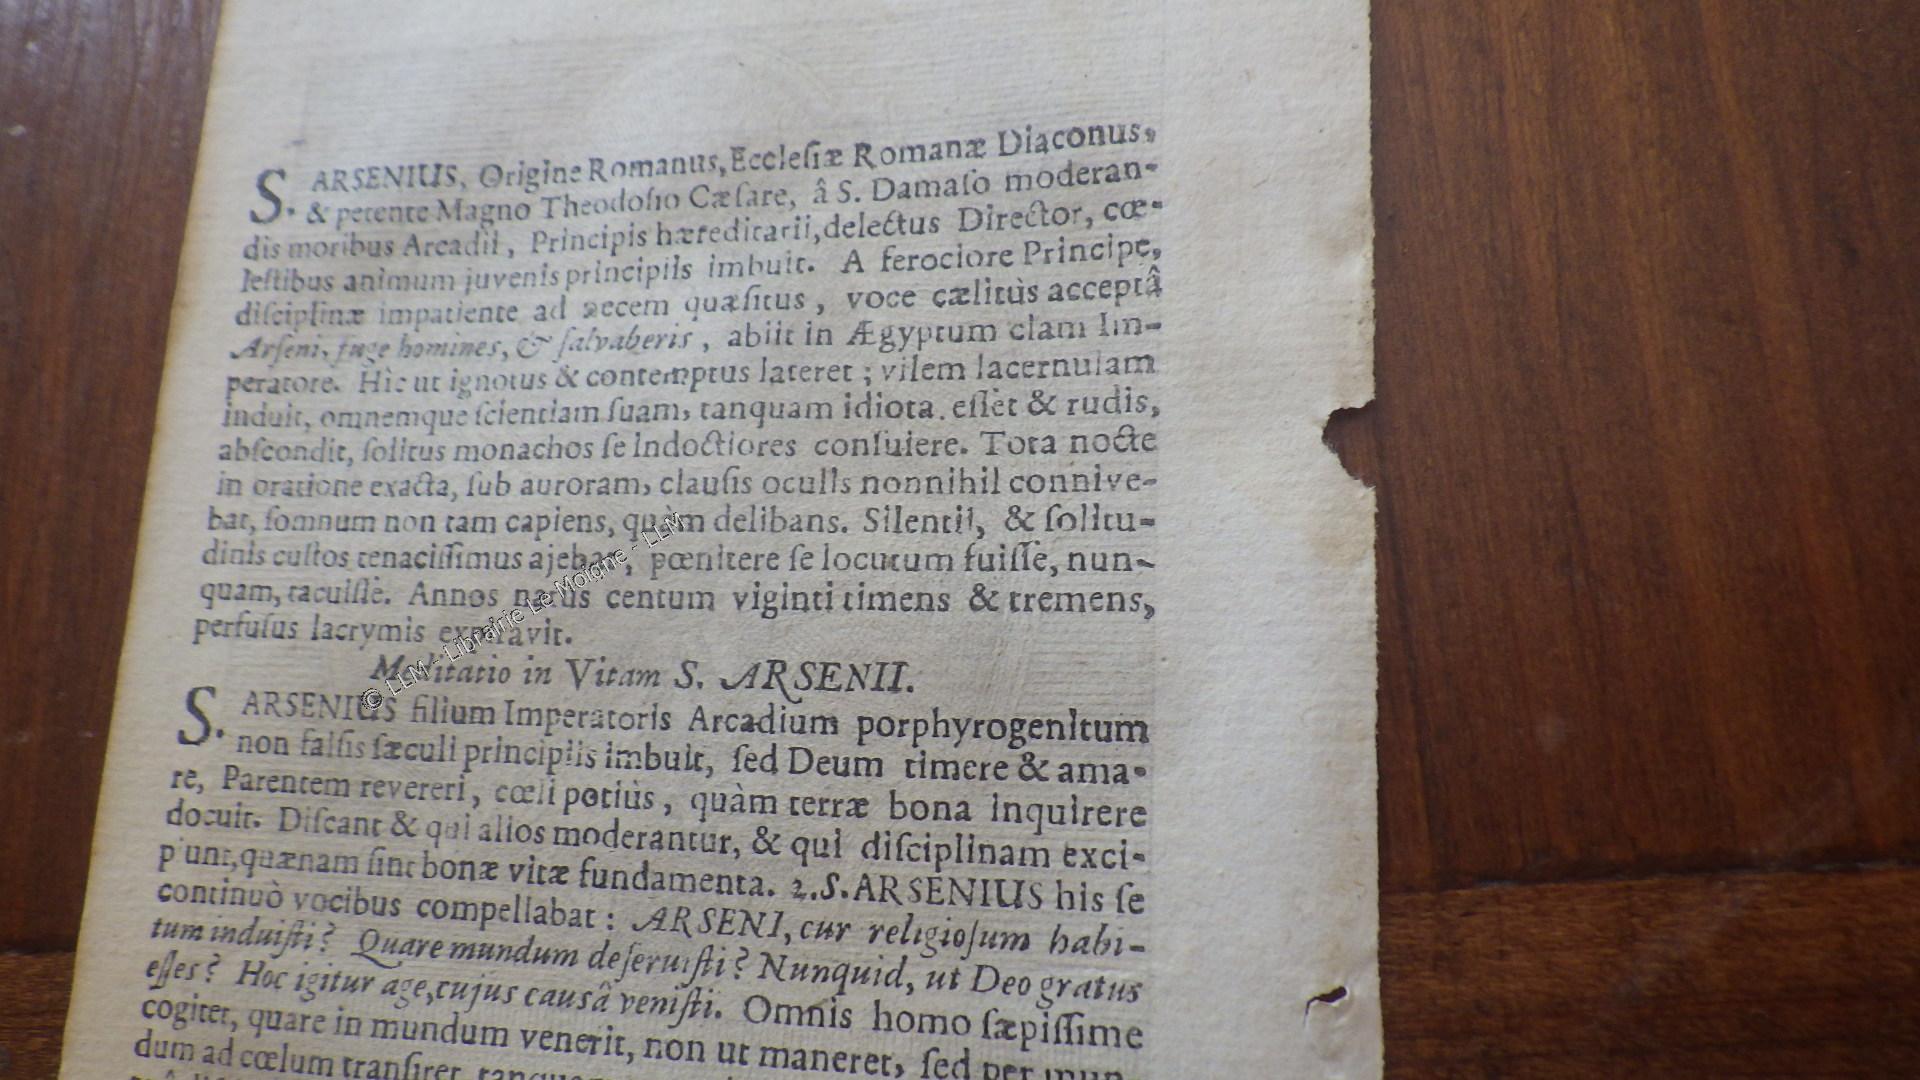 S. ARSENIUS, Origine Romanus, Ecclesiæ Romanæ Diaconus,
& petente Magno Theodosio Cæsare, â S. Damaso moderan-
dis moribus Arcadii, Principis hæreditarii, delectus Director, cœ-
lestibus animum juvenis principiis imbuit. A ferociore Principe,
disciplinæ impatiente ad necem quæsitus, voce cælitùs acceptâ
Arseni, fuge homines, & salvaberis, abiit in Ægyptum clam Im-
peratore. Hìc ut ignotus & contemptus lateret; vilem lacernulam
induit, omnemque scientiam suam, tanquam idiota. esset & rudis,
abscondit, solitus monachos se indoctiores consulere. Tota nocte
in oratione exacta, sub auroram, clausis oculis nonnihil connive-
bat, somnum non tam capiens, quàm delibans. Silentii, & solitu-
dinis custos tenacissimus ajebat, pœnitere se locutum fuisse, nun-
quam, tacuisse. Annos natus centum viginti timens & tremens,
perfusus lacrymis expiravit.
Meditatio in Vitam S. ARSENII.
S. ARSENIUS filium Imperatoris Arcadium porphyrogenitum
non falsis sæculi principiis imbuit, sed Deum timere & ama-
re, Parentem revereri, cœli potiùs, quàm terræ bona inquirere
docuit. Discant & qui alios moderantur, & qui disciplinam exci-
piunt, quænam sint bonæ vitæ fundamenta. 2. S. ARSENIUS his se
continuò vocibus compellabat: ARSENI, cur religiosum habi-
tum induisti? Quare mundum deseruisti? Nunquid, ut Deo gratus
esses? Hoc igitur age, cujus causâ venisti. Omnis homo sæpissime
cogitet, quare in mundum venerit, non ut maneret, sed per mun-
dum ad cœlum transiret
© LLM - Librairie Le Moigne - LLM